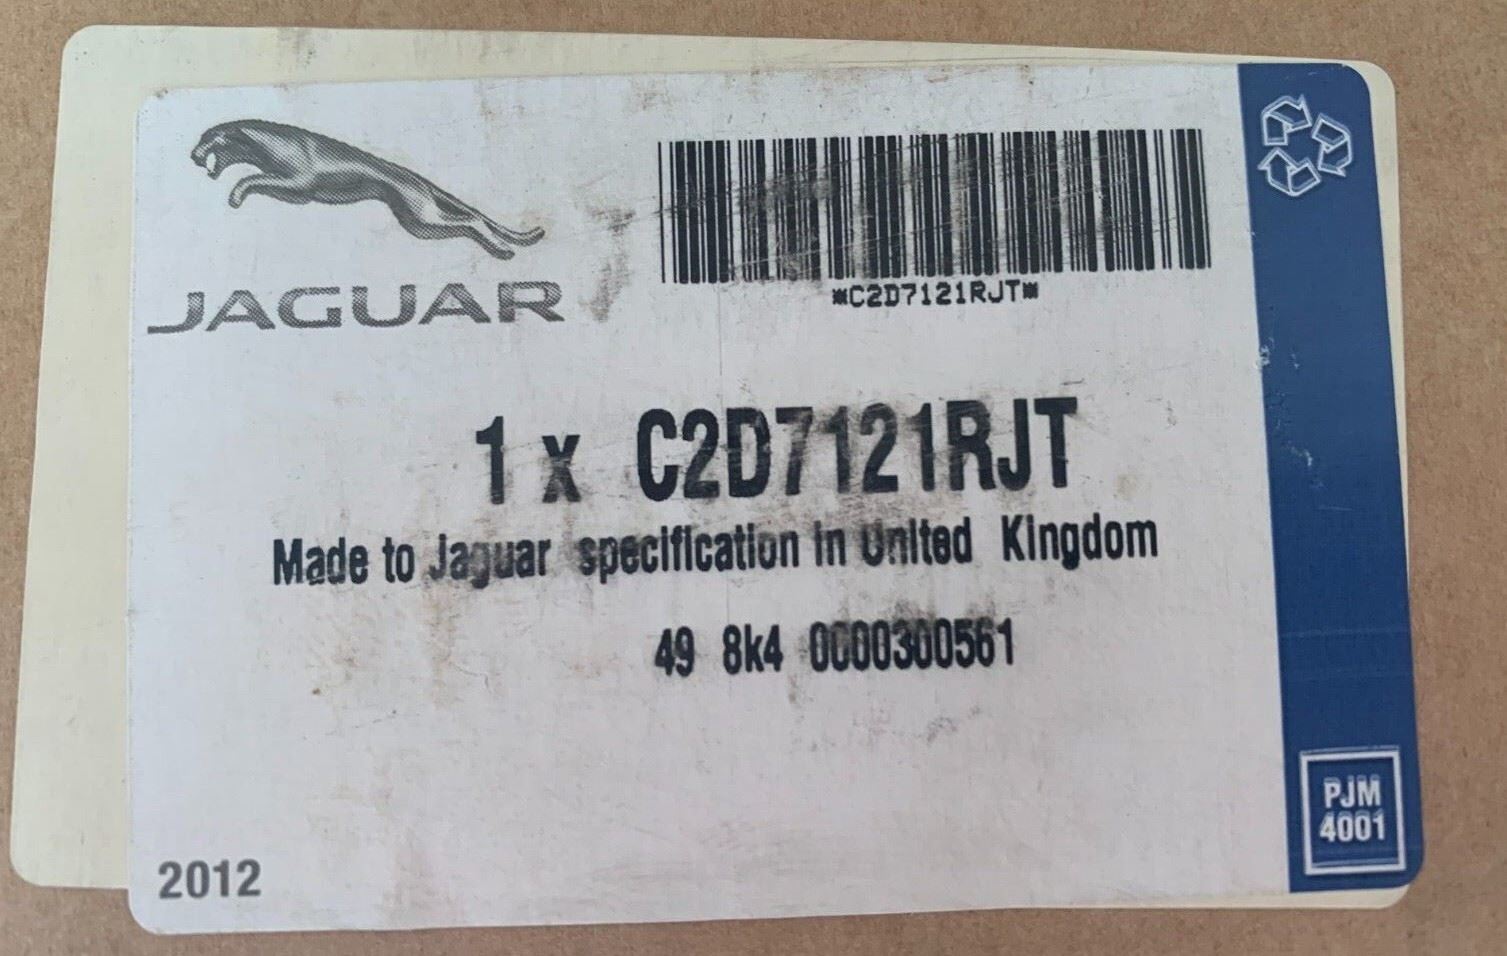 JAGUAR
*C2D7121RJT*
1 x C2D7121RJT
Made to Jaguar specification in United Kingdom
49 8k4 0000300561
2012
PJM
4001